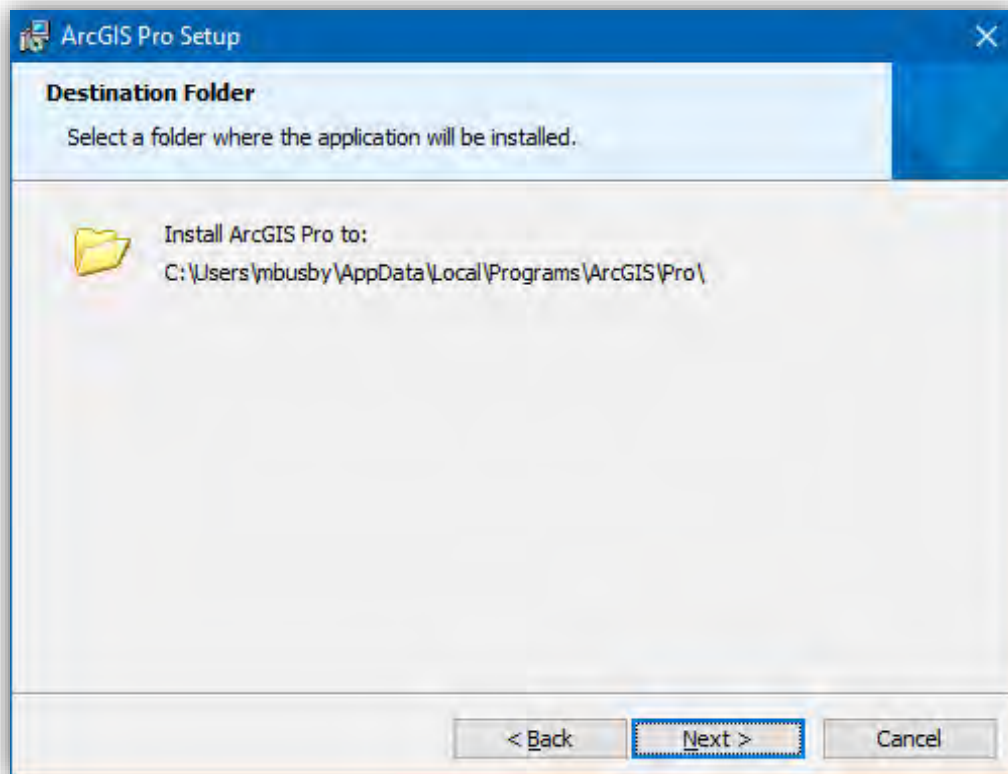 ArcGIS Pro Setup
Destination Folder
Select a folder where the application will be installed.
Install ArcGIS Pro to:
C:\Users\mbusby\AppData\Local\Programs\ArcGIS\Pro\
< Back Next > Cancel